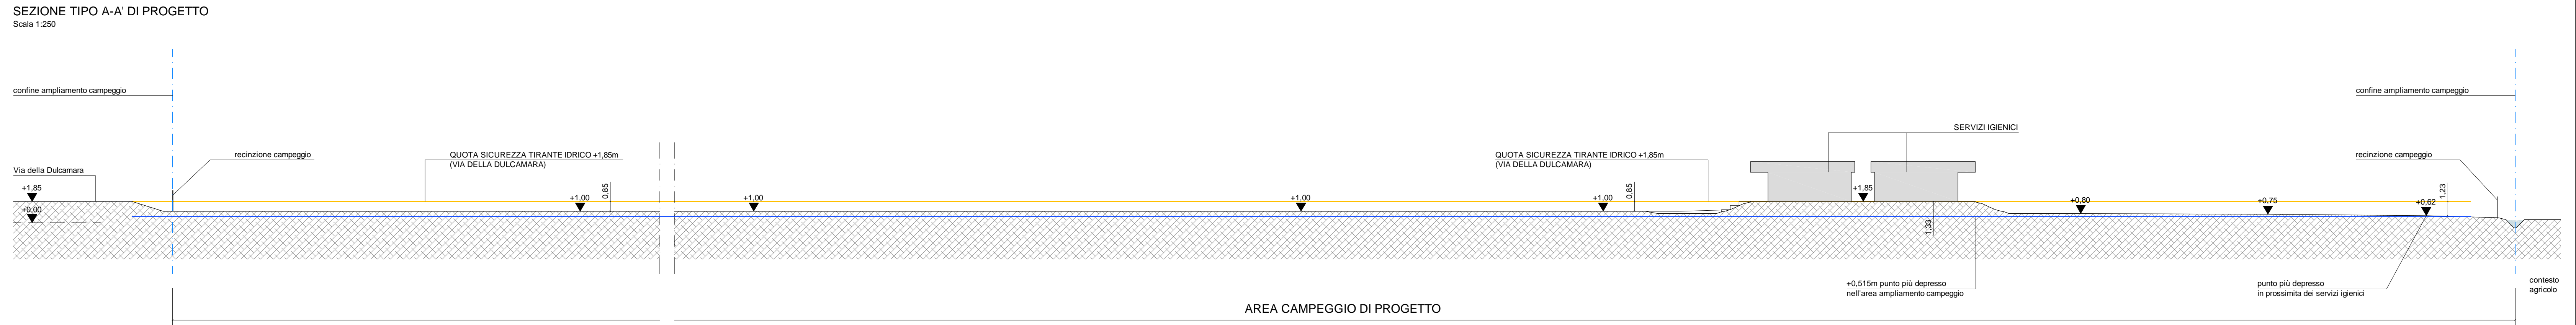 SEZIONE TIPO A-A' DI PROGETTO
Scala 1:250
confine ampliamento campeggio
confine ampliamento campeggio
SERVIZI IGIENICI
recinzione campeggio
QUOTA SICUREZZA TIRANTE IDRICO +1,85m
(VIA DELLA DULCAMARA)
QUOTA SICUREZZA TIRANTE IDRICO +1,85m
(VIA DELLA DULCAMARA)
recinzione campeggio
Via della Dulcamara
+1,85
+0,00
+1,00
0,85
+1,00
+1,00
+1,00
0,85
+1,85
1,33
+0,80
+0,75
+0,62
1,23
+0,515m punto più depresso
nell'area ampliamento campeggio
punto più depresso
in prossimita dei servizi igienici
contesto
agricolo
AREA CAMPEGGIO DI PROGETTO